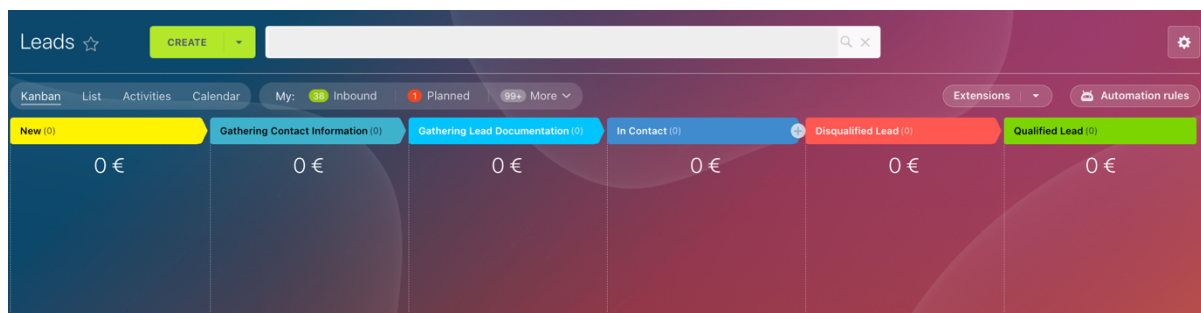 Leads CREATE
Kanban List Activities Calendar My: 38 Inbound 1 Planned 99+ More Extensions Automation rules
New (0) Gathering Contact Information (0) Gathering Lead Documentation (0) In Contact (0) Disqualified Lead (0) Qualified Lead (0)
0 € 0 € 0 € 0 € 0 € 0 €